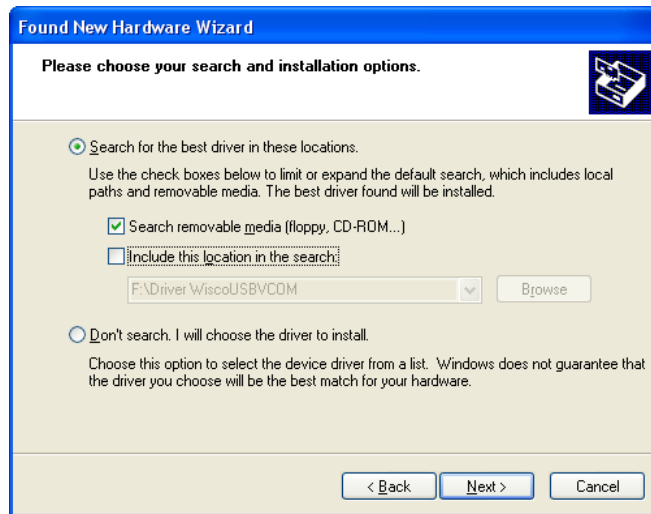 Found New Hardware Wizard
Please choose your search and installation options.
Search for the best driver in these locations.
Use the check boxes below to limit or expand the default search, which includes local
paths and removable media. The best driver found will be installed.
Search removable media (floppy, CD-ROM...)
Include this location in the search:
F:\Driver WiscoUSBVCOM
Browse
Don't search. I will choose the driver to install.
Choose this option to select the device driver from a list. Windows does not guarantee that
the driver you choose will be the best match for your hardware.
< Back
Next >
Cancel